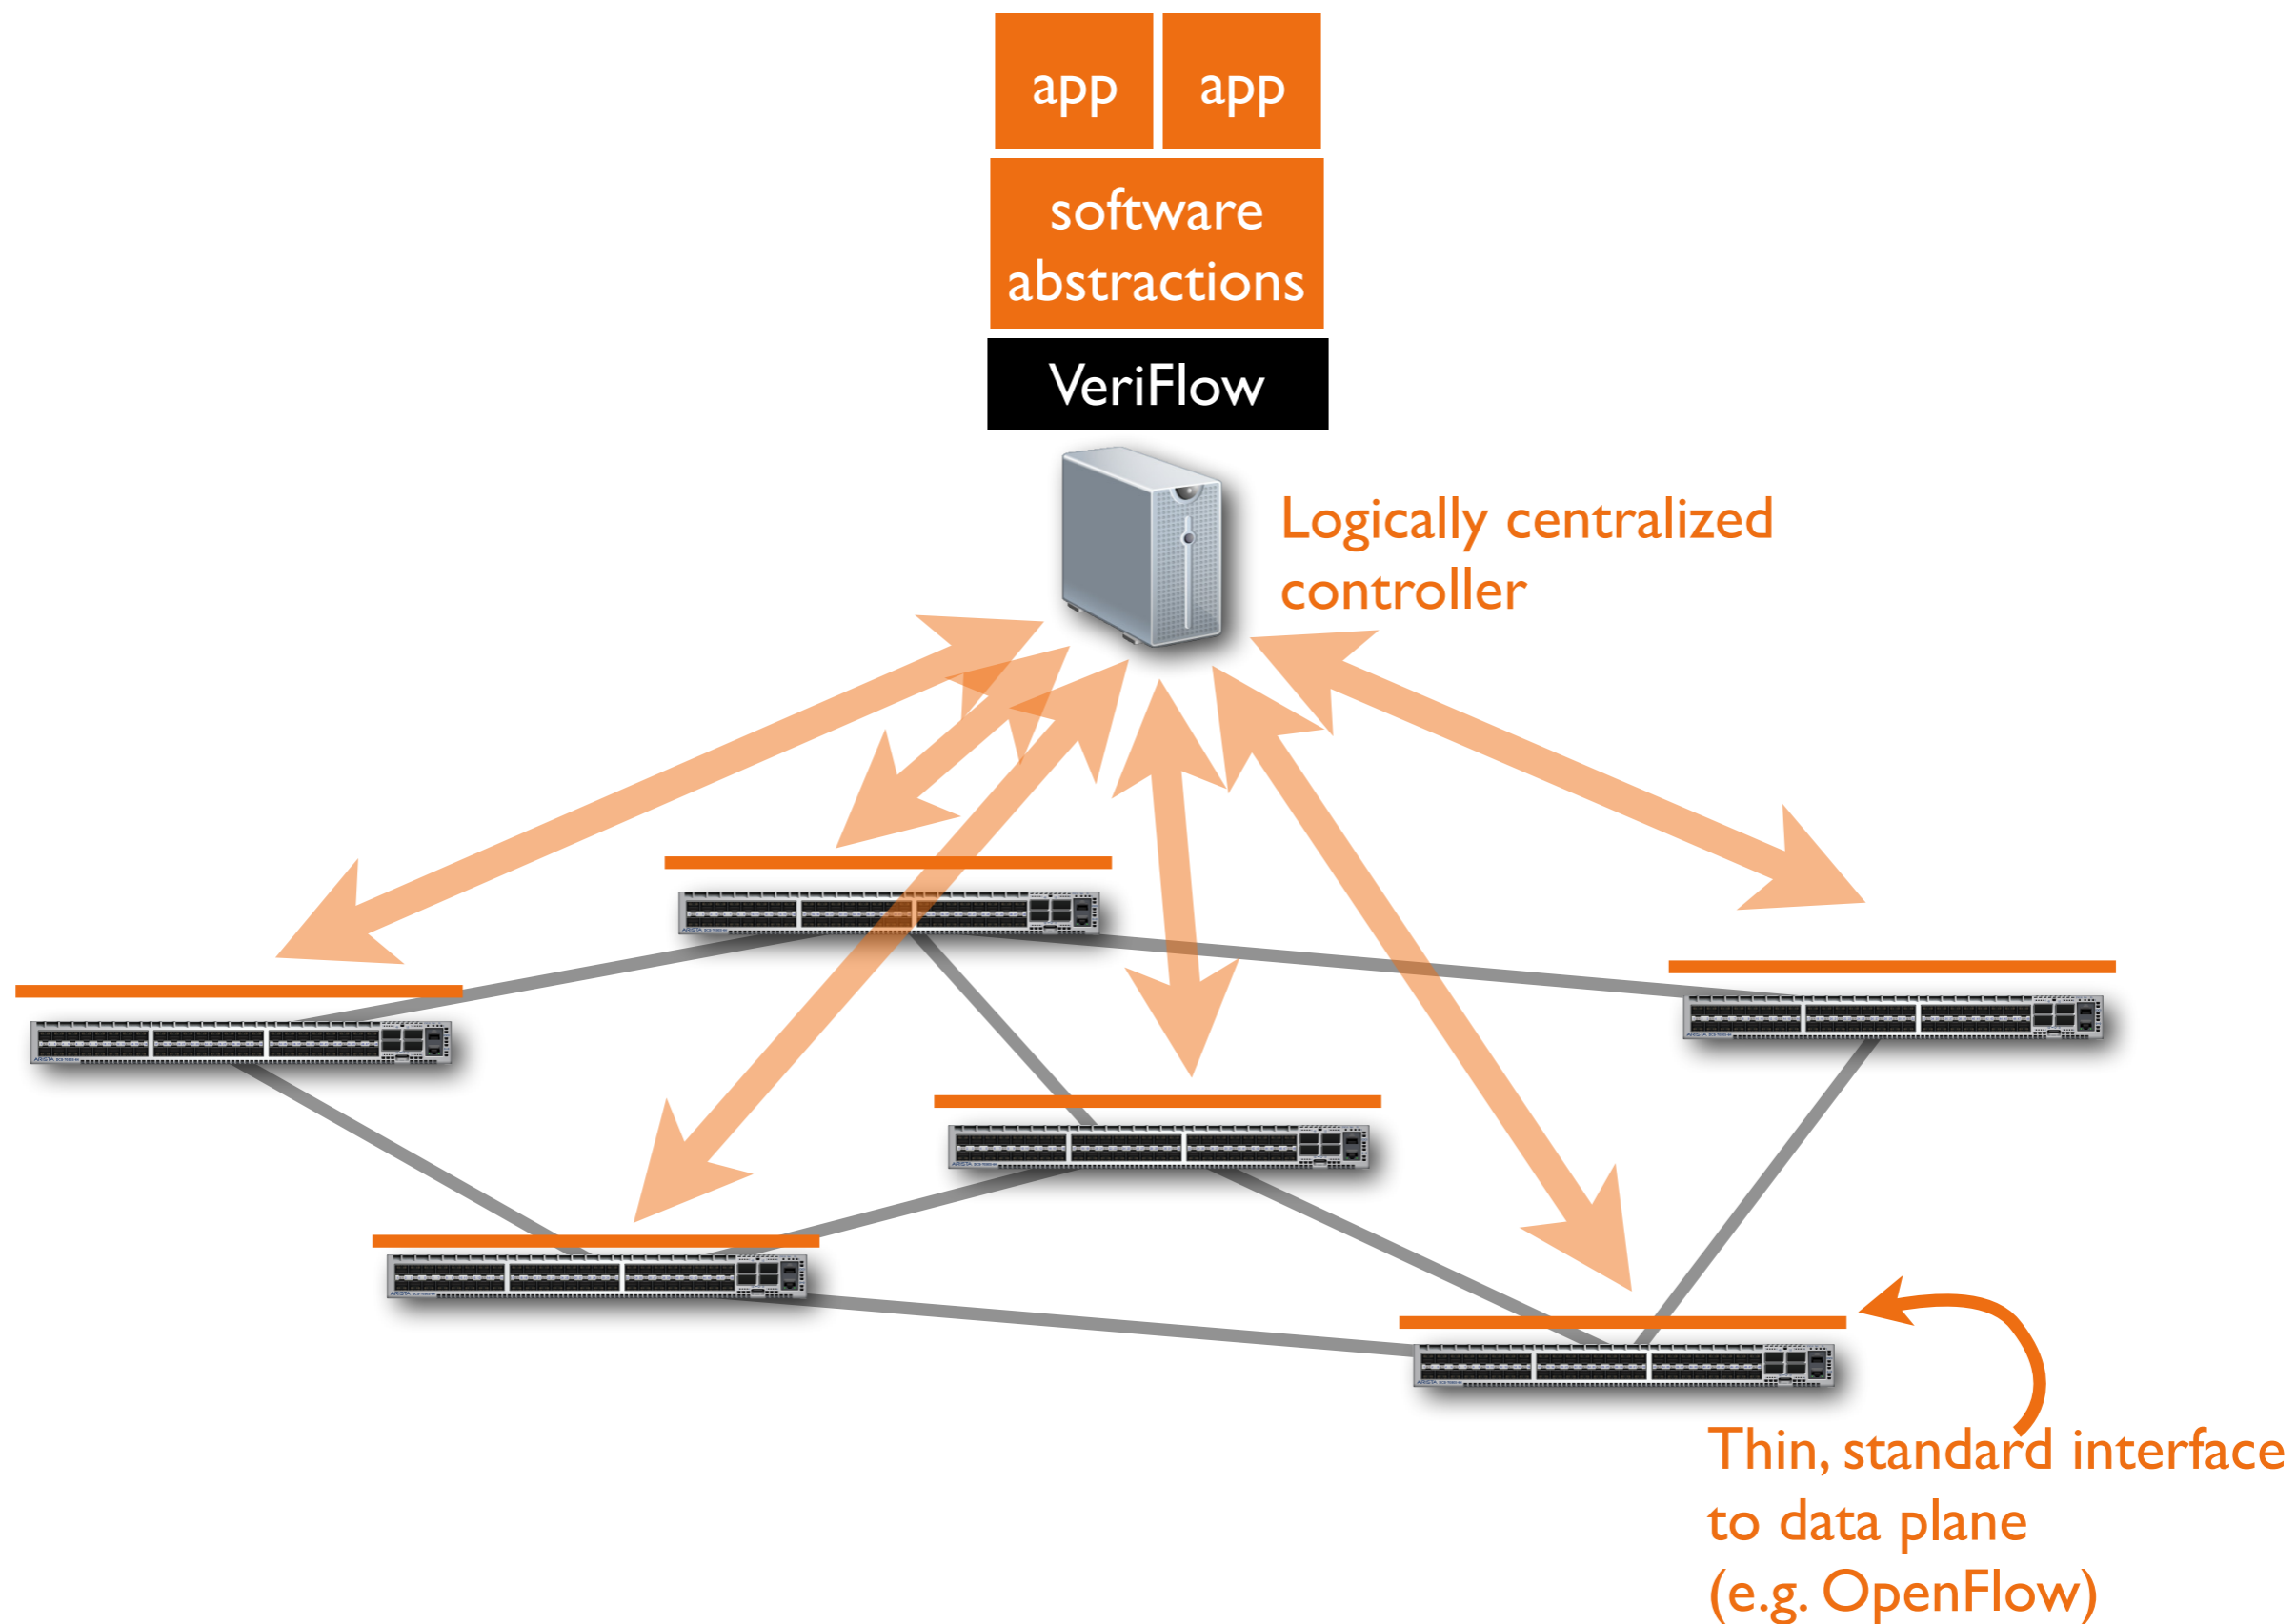 app app
software
abstractions
VeriFlow
Logically centralized
controller
Thin, standard interface
to data plane
(e.g. OpenFlow)